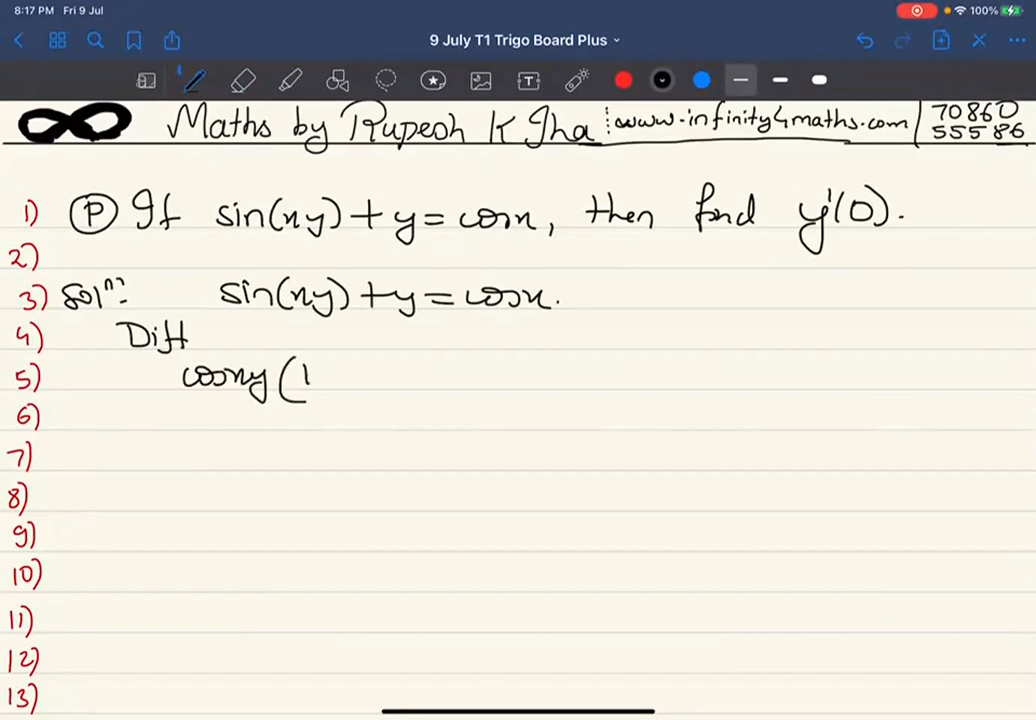 8:17 PM Fri 9 Jul 100%
9 July T1 Trigo Board Plus
Maths by Rupesh K Jha www.infinity4maths.com 70860 55586
1) (P) If sin(xy)+y=cosx, then find y'(0).
2)
3) Solⁿ: sin(xy)+y=cosx.
4) Diff
5) cosxy (1
6)
7)
8)
9)
10)
11)
12)
13)